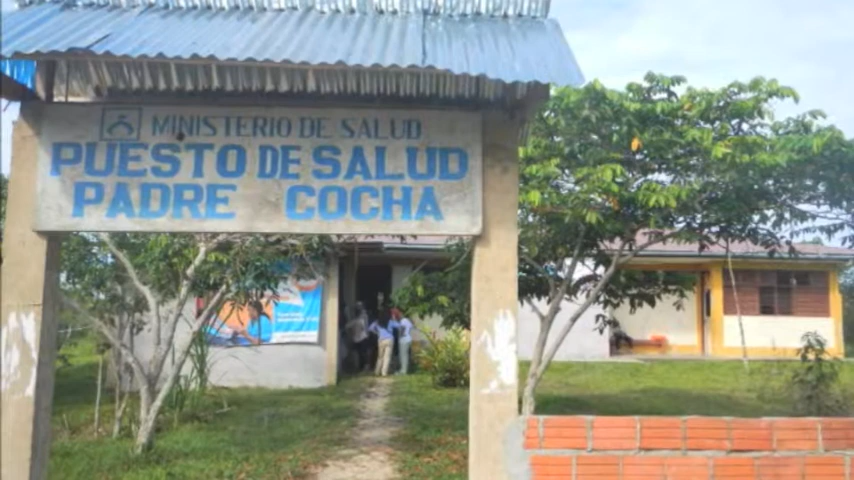 MINISTERIO DE SALUD
PUESTO DE SALUD
PADRE COCHA